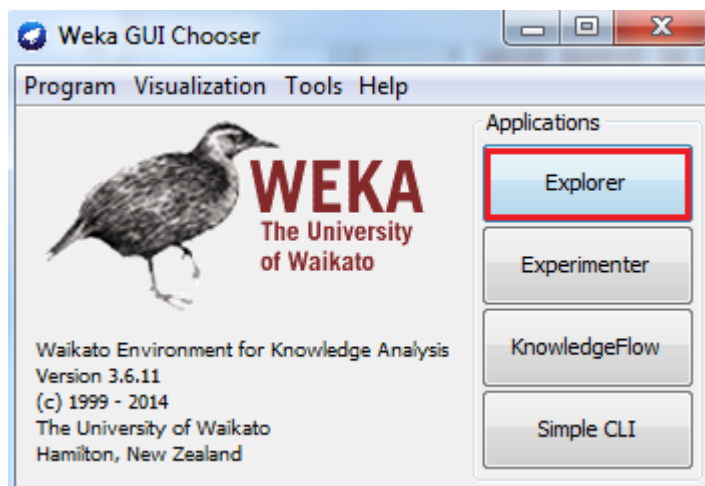 Weka GUI Chooser
Program Visualization Tools Help
WEKA
The University
of Waikato
Waikato Environment for Knowledge Analysis
Version 3.6.11
(c) 1999 - 2014
The University of Waikato
Hamilton, New Zealand
Applications
Explorer
Experimenter
KnowledgeFlow
Simple CLI